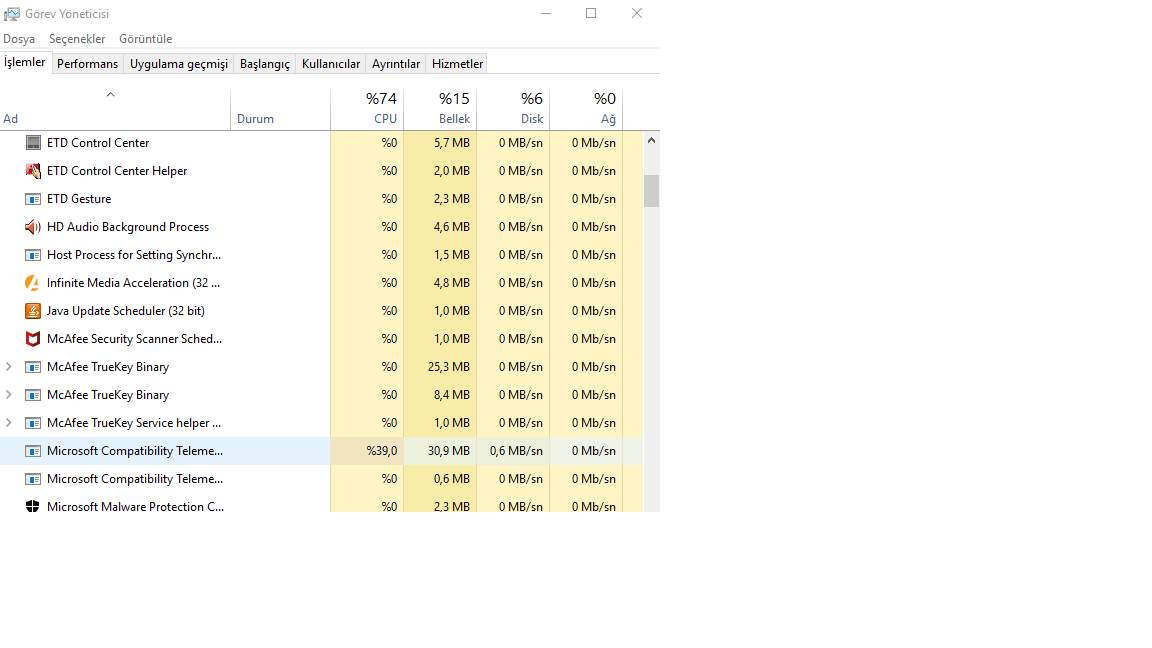 Görev Yöneticisi
Dosya Seçenekler Görüntüle
İşlemler Performans Uygulama geçmişi Başlangıç Kullanıcılar Ayrıntılar Hizmetler
%74 %15 %6 %0
Ad Durum CPU Bellek Disk Ağ
ETD Control Center %0 5,7 MB 0 MB/sn 0 Mb/sn
ETD Control Center Helper %0 2,0 MB 0 MB/sn 0 Mb/sn
ETD Gesture %0 2,3 MB 0 MB/sn 0 Mb/sn
HD Audio Background Process %0 4,6 MB 0 MB/sn 0 Mb/sn
Host Process for Setting Synchr... %0 1,5 MB 0 MB/sn 0 Mb/sn
Infinite Media Acceleration (32 ... %0 4,8 MB 0 MB/sn 0 Mb/sn
Java Update Scheduler (32 bit) %0 1,0 MB 0 MB/sn 0 Mb/sn
McAfee Security Scanner Sched... %0 1,0 MB 0 MB/sn 0 Mb/sn
McAfee TrueKey Binary %0 25,3 MB 0 MB/sn 0 Mb/sn
McAfee TrueKey Binary %0 8,4 MB 0 MB/sn 0 Mb/sn
McAfee TrueKey Service helper ... %0 1,0 MB 0 MB/sn 0 Mb/sn
Microsoft Compatibility Teleme... %39,0 30,9 MB 0,6 MB/sn 0 Mb/sn
Microsoft Compatibility Teleme... %0 0,6 MB 0 MB/sn 0 Mb/sn
Microsoft Malware Protection C... %0 2,3 MB 0 MB/sn 0 Mb/sn